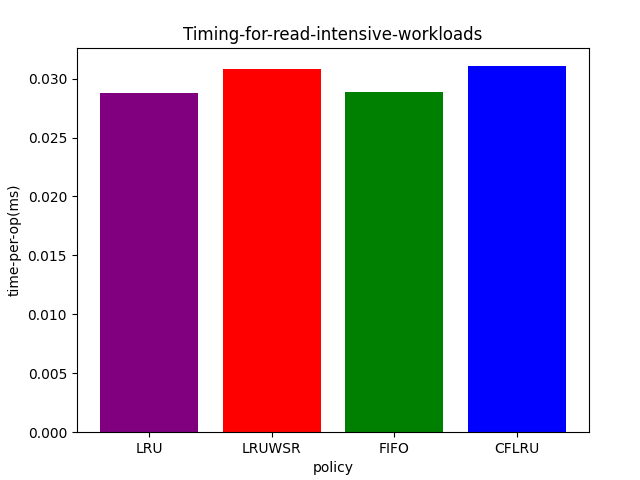 Timing-for-read-intensive-workloads
0.030
0.025
0.020
0.015
0.010
0.005
0.000
time-per-op(ms)
LRU LRUWSR FIFO CFLRU
policy